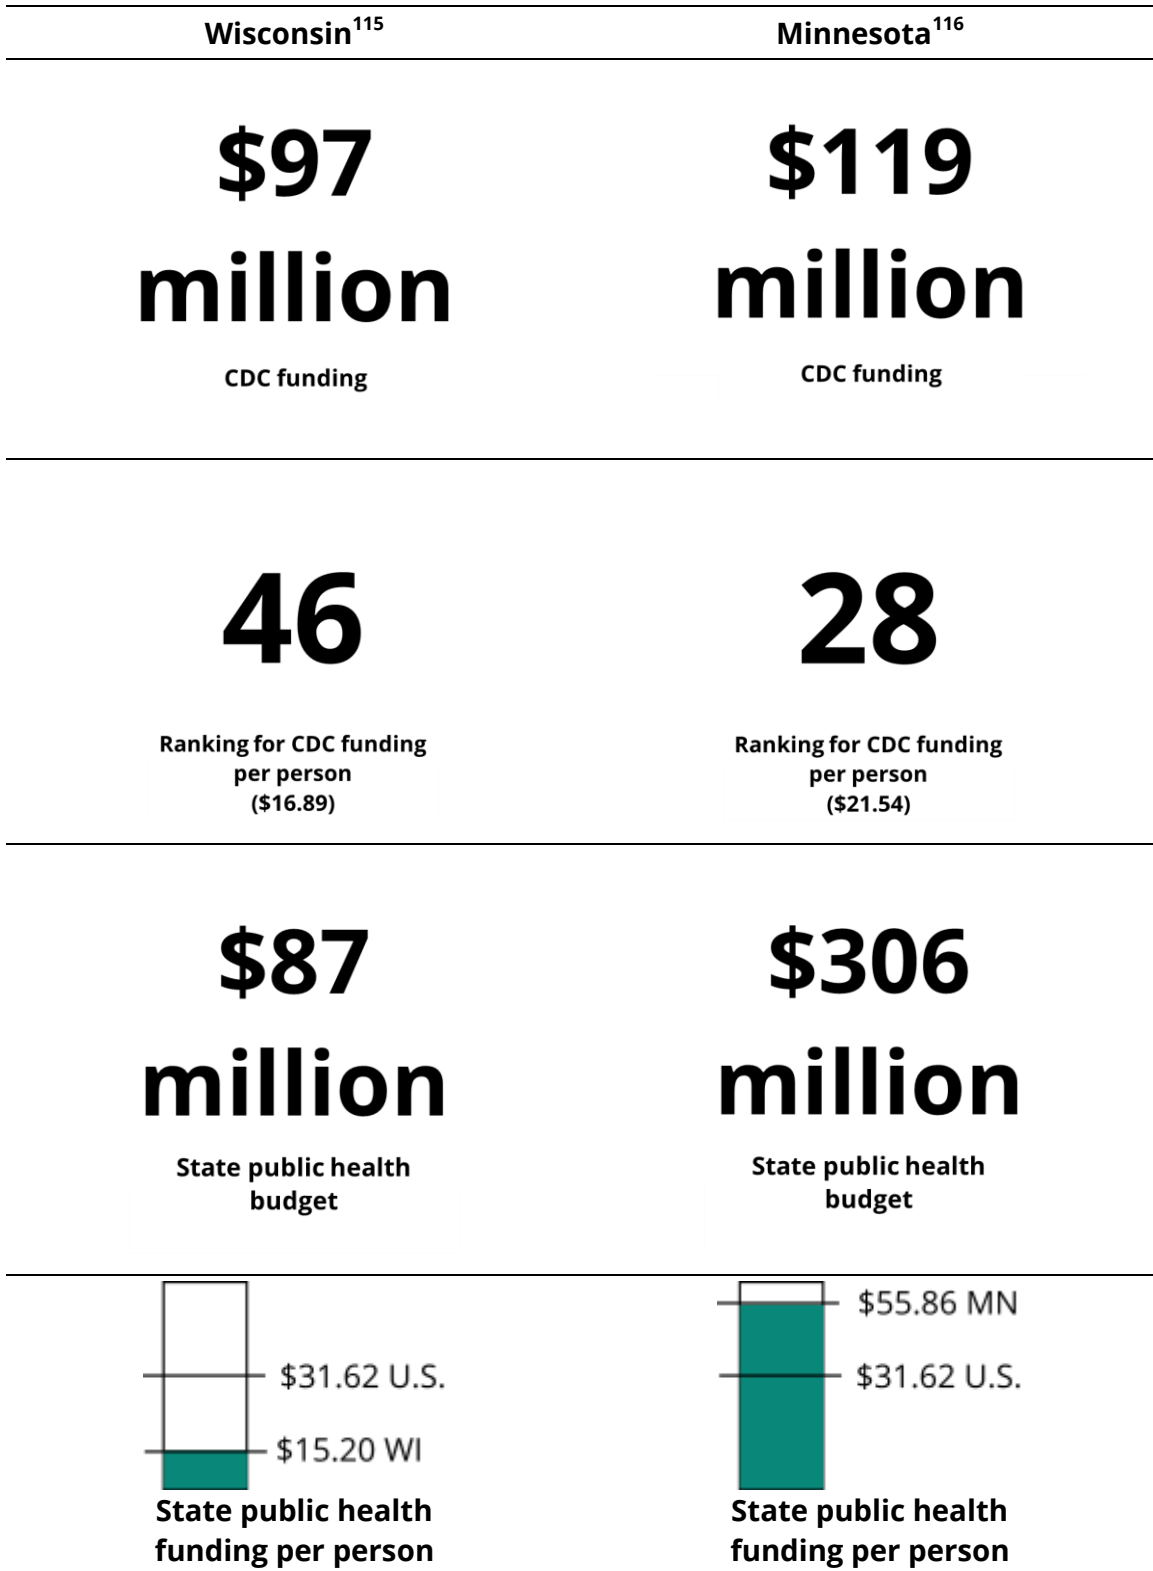 Wisconsin115
Minnesota116
$97
million
CDC funding
$119
million
CDC funding
46
Ranking for CDC funding
per person
($16.89)
28
Ranking for CDC funding
per person
($21.54)
$87
million
State public health
budget
$306
million
State public health
budget
$31.62 U.S.
$15.20 WI
State public health
funding per person
$55.86 MN
$31.62 U.S.
State public health
funding per person